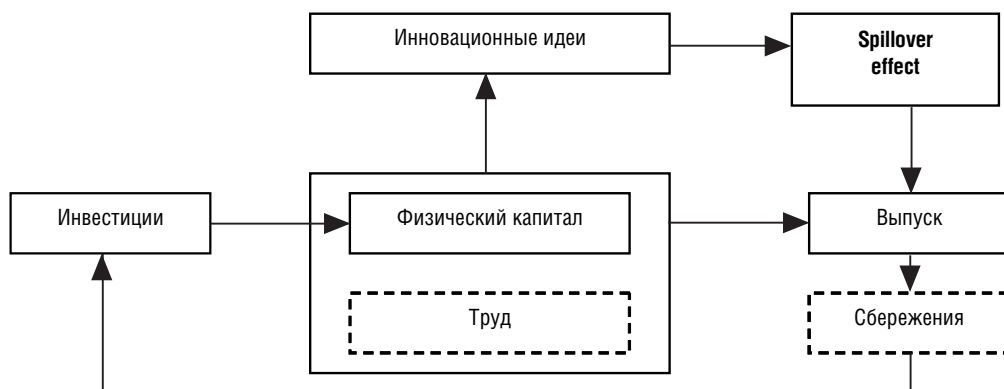 Инновационные идеи
Spillover
effect
Инвестиции
Физический капитал
Выпуск
Труд
Сбережения